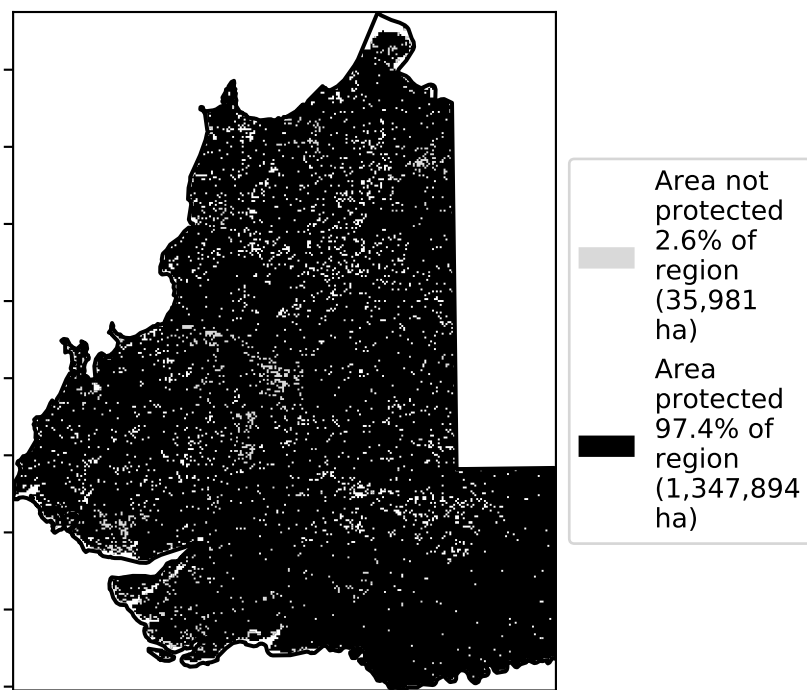 Area not
protected
2.6% of
region
(35,981
ha)
Area
protected
97.4% of
region
(1,347,894
ha)